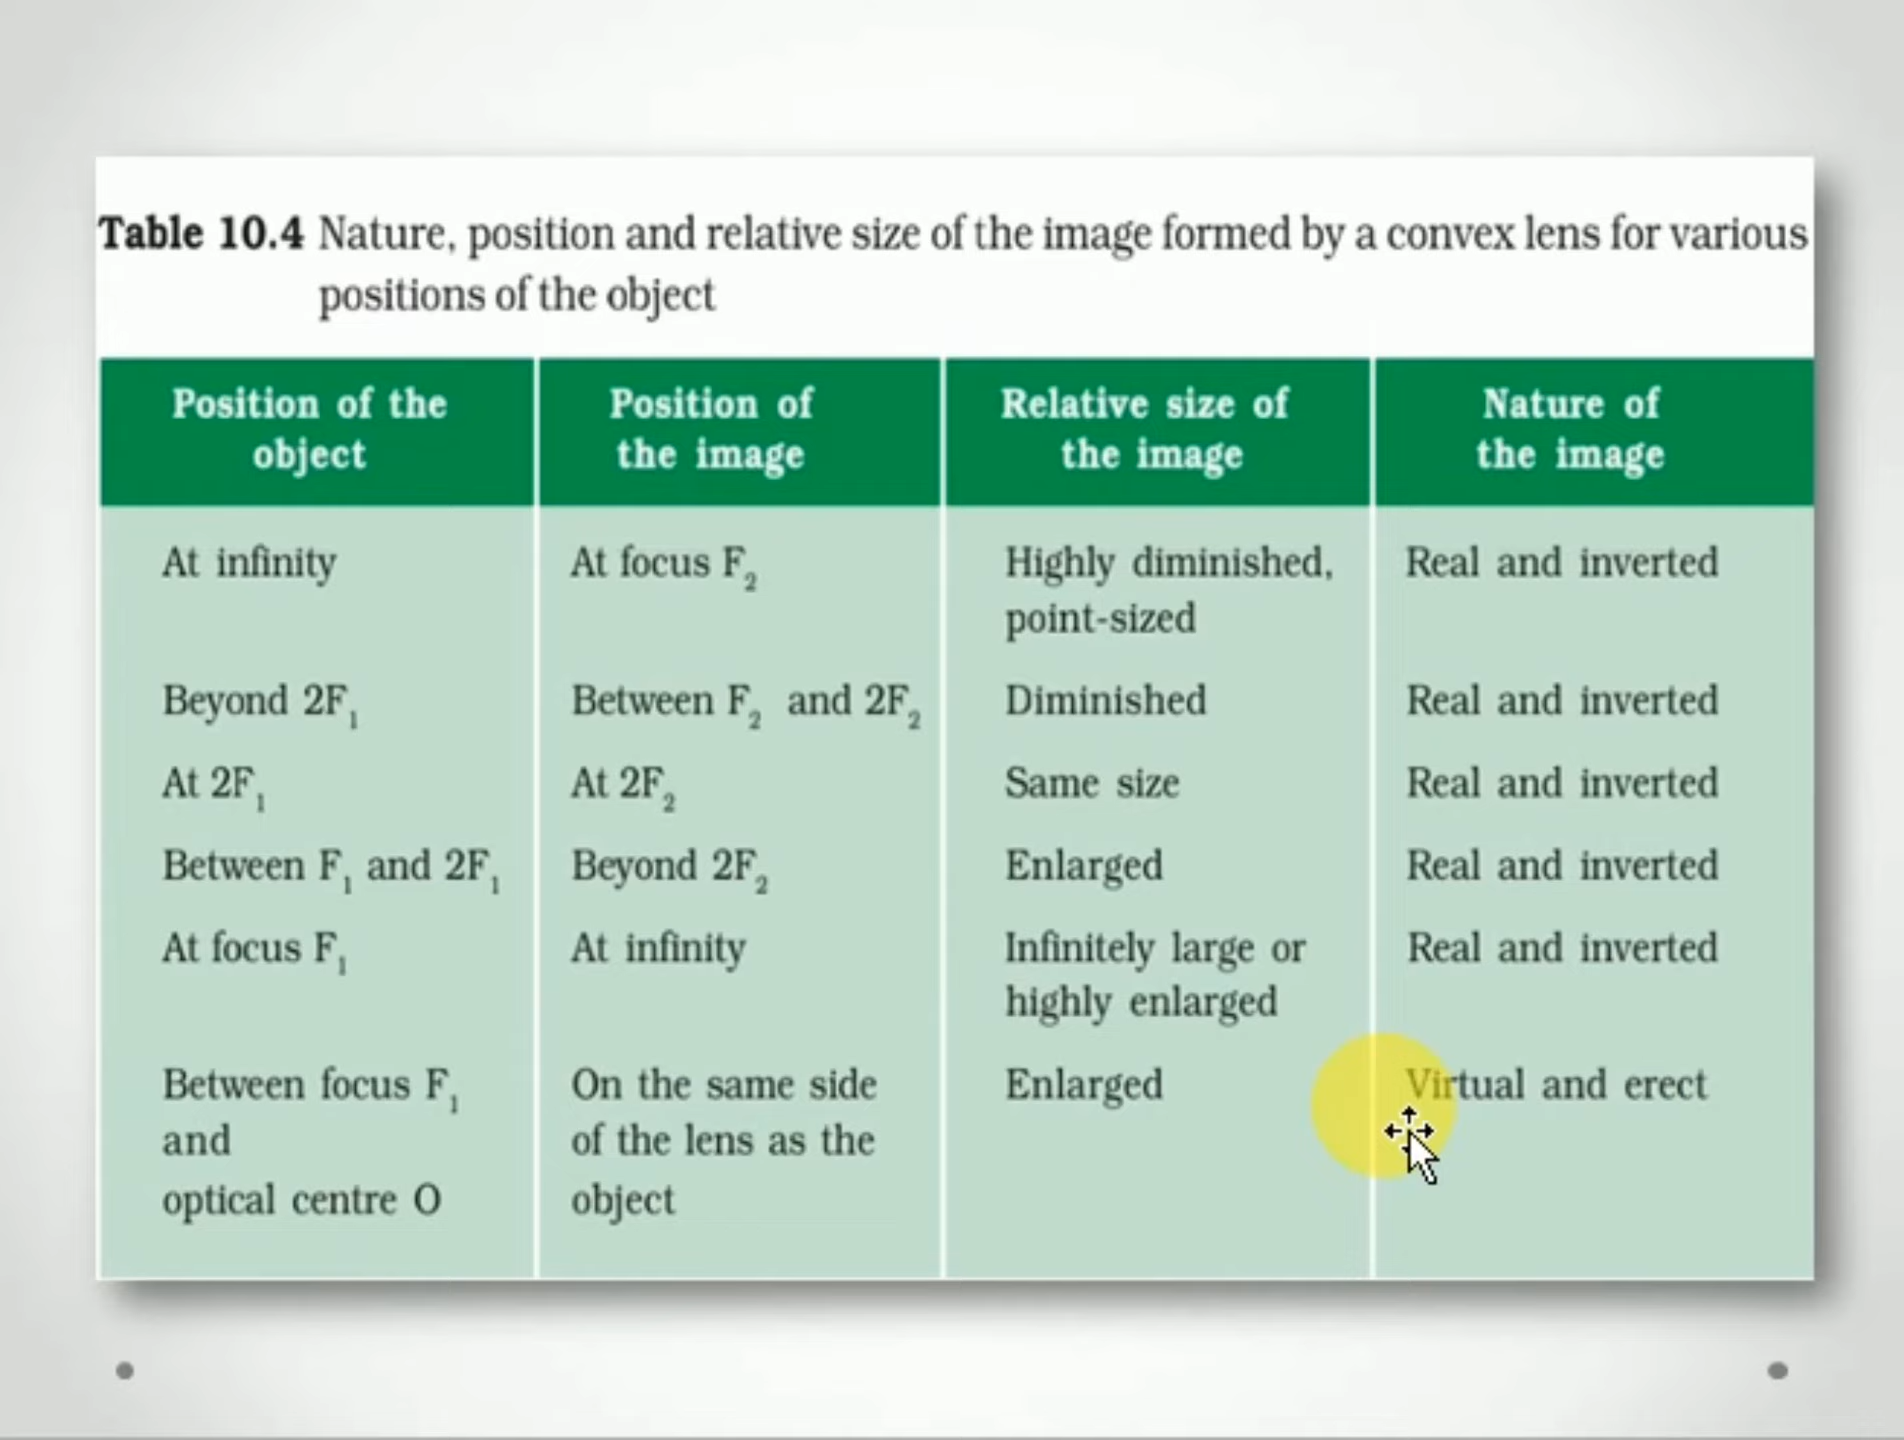 Table 10.4 Nature, position and relative size of the image formed by a convex lens for various
positions of the object
Position of the object
Position of the image
Relative size of the image
Nature of the image
At infinity
At focus F₂
Highly diminished,
point-sized
Real and inverted
Beyond 2F₁
Between F₂ and 2F₂
Diminished
Real and inverted
At 2F₁
At 2F₂
Same size
Real and inverted
Between F₁ and 2F₁
Beyond 2F₂
Enlarged
Real and inverted
At focus F₁
At infinity
Infinitely large or
highly enlarged
Real and inverted
Between focus F₁
and
optical centre O
On the same side
of the lens as the
object
Enlarged
Virtual and erect